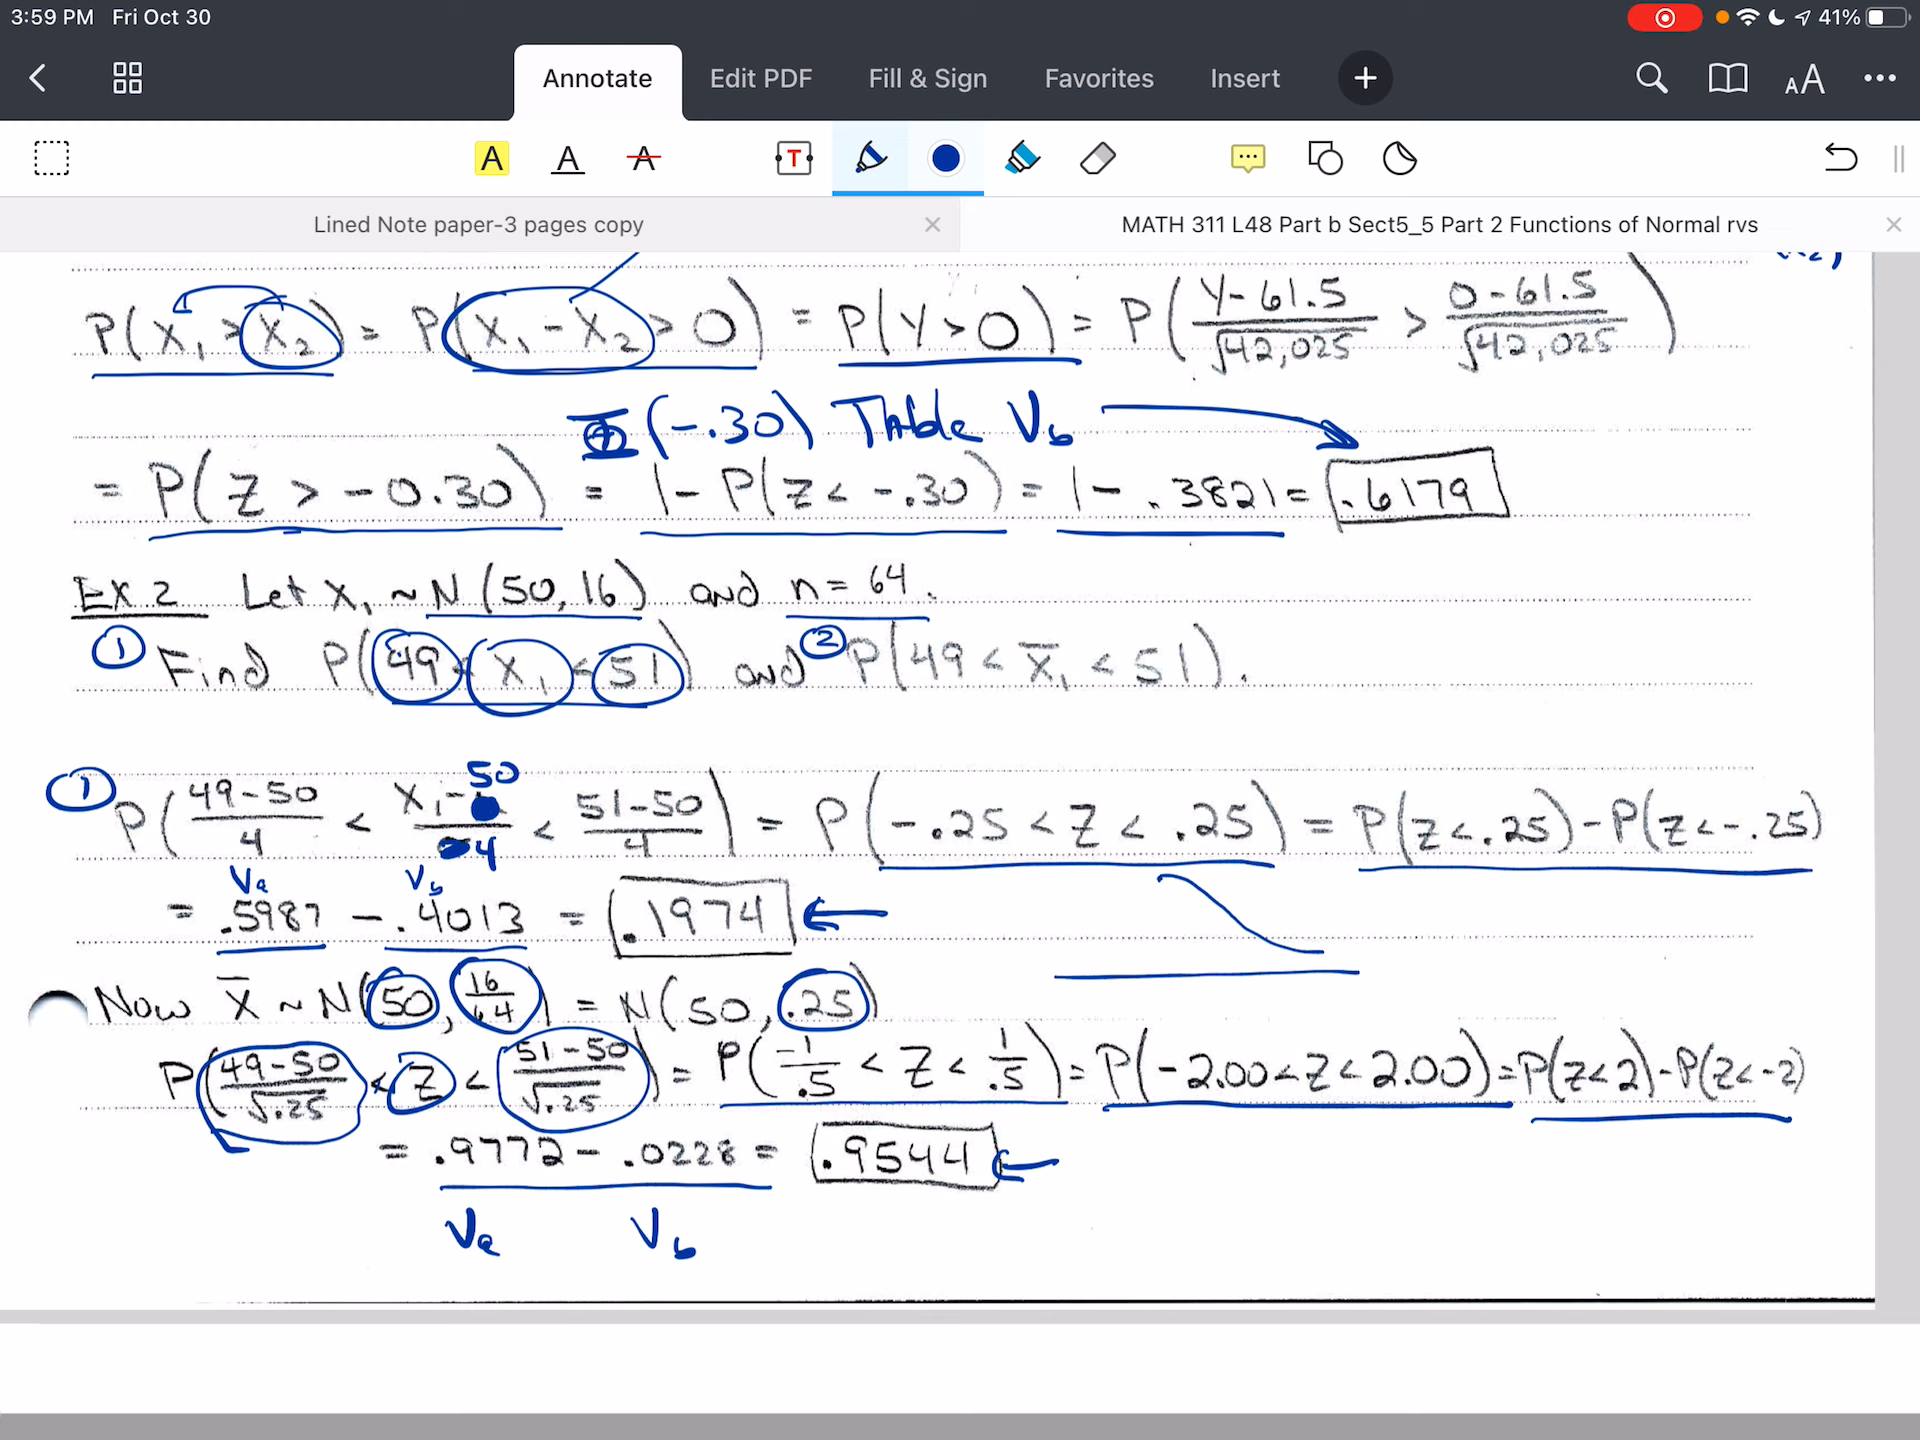 3:59 PM Fri Oct 30 41%
Annotate Edit PDF Fill & Sign Favorites Insert + AA
A A A T
Lined Note paper-3 pages copy MATH 311 L48 Part b Sect5_5 Part 2 Functions of Normal rvs
P(X₁ > X₂) = P(X₁ - X₂ > 0) = P(Y > 0) = P( (Y - 61.5)/√42,025 > (0 - 61.5)/√42,025 )
Φ(-.30) Table V_b
= P(Z > -0.30) = 1 - P(Z < -.30) = 1 - .3821 = .6179
Ex.2 Let X₁ ~ N(50,16) and n = 64.
① Find P(49 < X₁ < 51) and ② P(49 < X̄₁ < 51).
50
① P( (49-50)/4 < (X₁ - )/4 < (51-50)/4 ) = P(-.25 < Z < .25) = P(Z < .25) - P(Z < -.25)
V_a V_b
= .5987 - .4013 = .1974
Now X̄ ~ N(50, 16/64) = N(50, .25)
P( (49-50)/√.25 < Z < (51-50)/√.25 ) = P( -1/.5 < Z < 1/.5 ) = P(-2.00 < Z < 2.00) = P(Z < 2) - P(Z < -2)
= .9772 - .0228 = .9544
V_a V_b